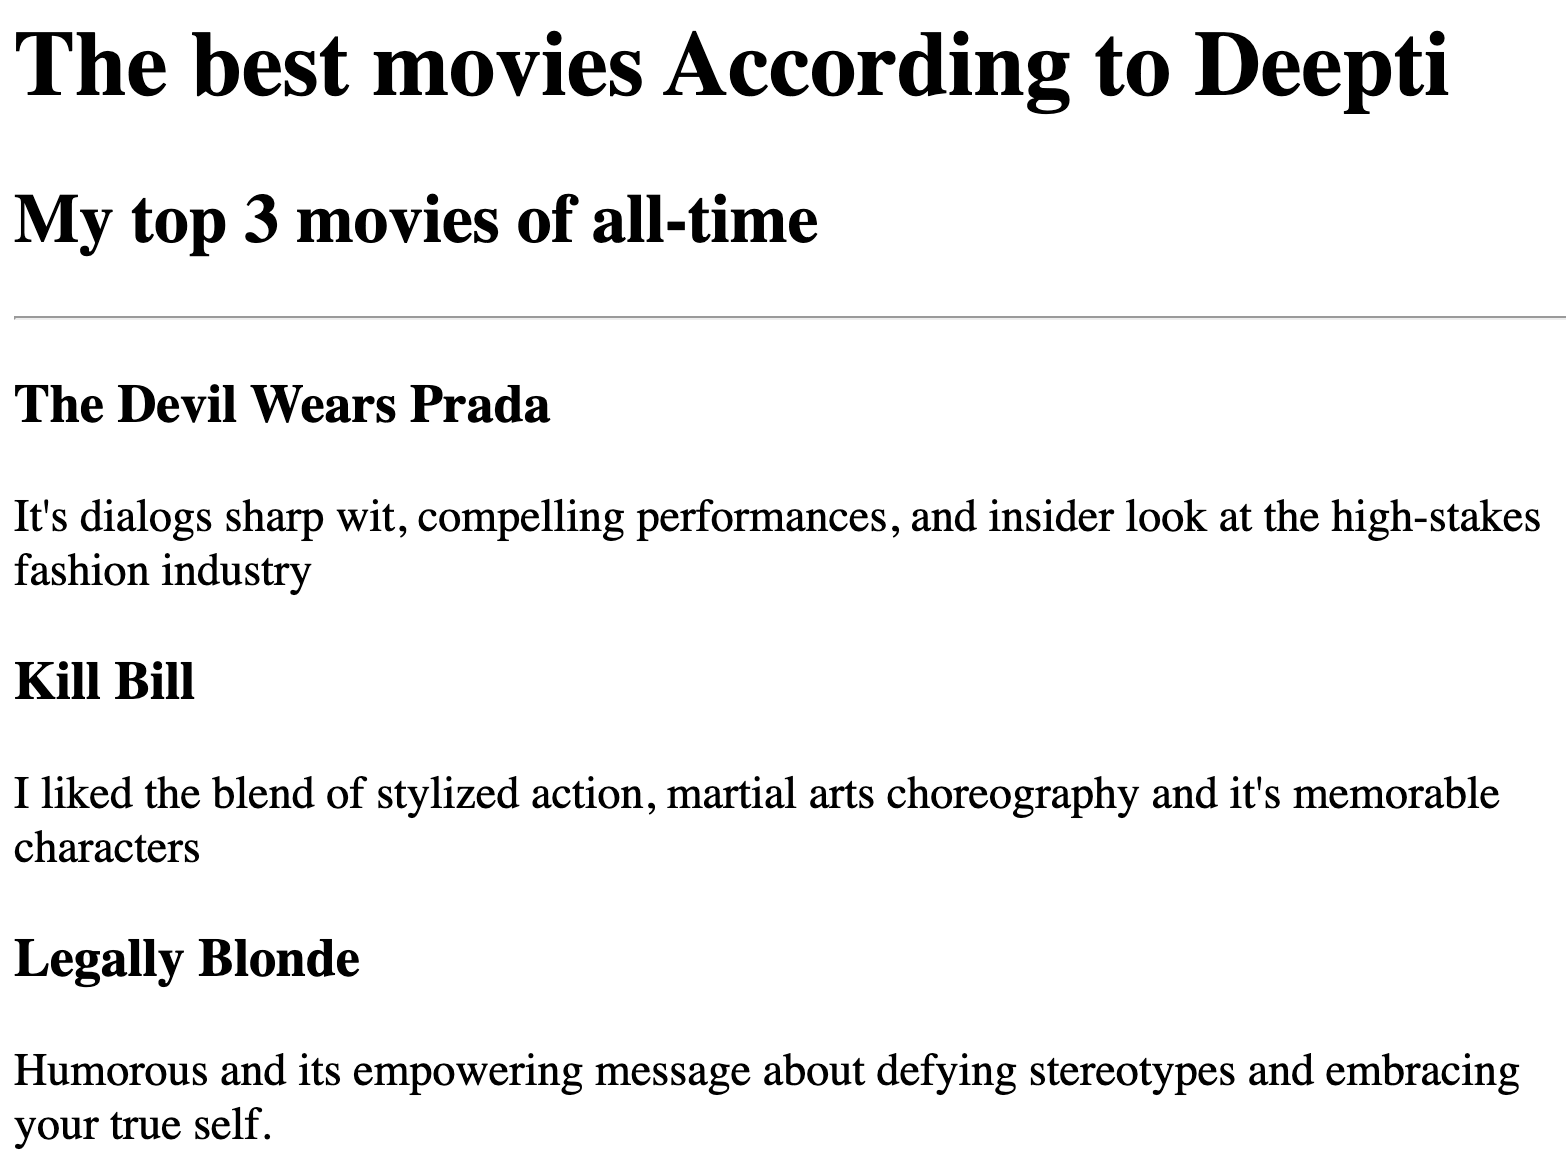 The best movies According to Deepti
My top 3 movies of all-time
The Devil Wears Prada
It's dialogs sharp wit, compelling performances, and insider look at the high-stakes
fashion industry
Kill Bill
I liked the blend of stylized action, martial arts choreography and it's memorable
characters
Legally Blonde
Humorous and its empowering message about defying stereotypes and embracing
your true self.